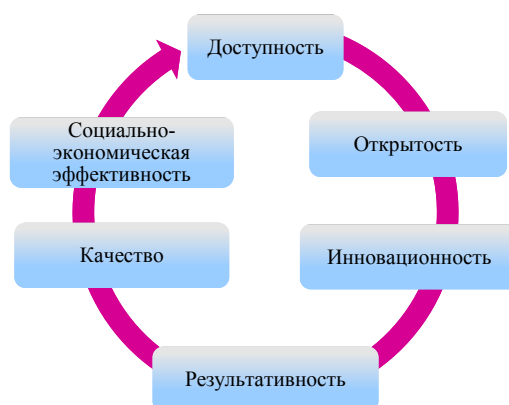 Доступность
Открытость
Инновационность
Результативность
Качество
Социально-
экономическая
эффективность